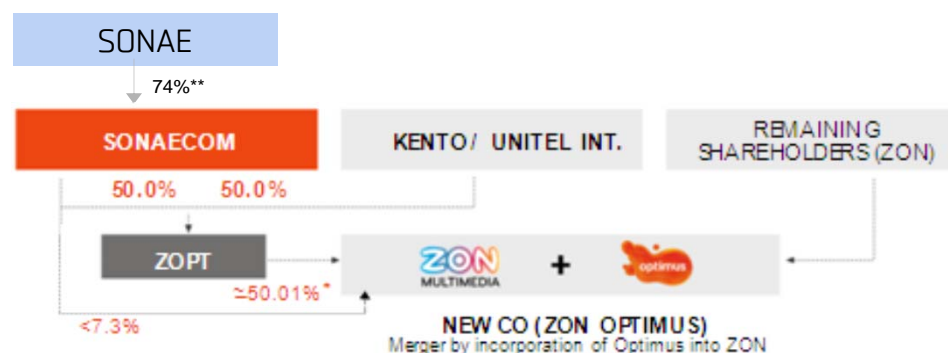 SONAE
74%**
SONAECOM
KENTO / UNITEL INT.
REMAINING
SHAREHOLDERS (ZON)
50.0% 50.0%
ZOPT
ZON
MULTIMEDIA
+
optimus
≃50.01%*
<7.3%
NEW CO (ZON OPTIMUS)
Merger by incorporation of Optimus into ZON